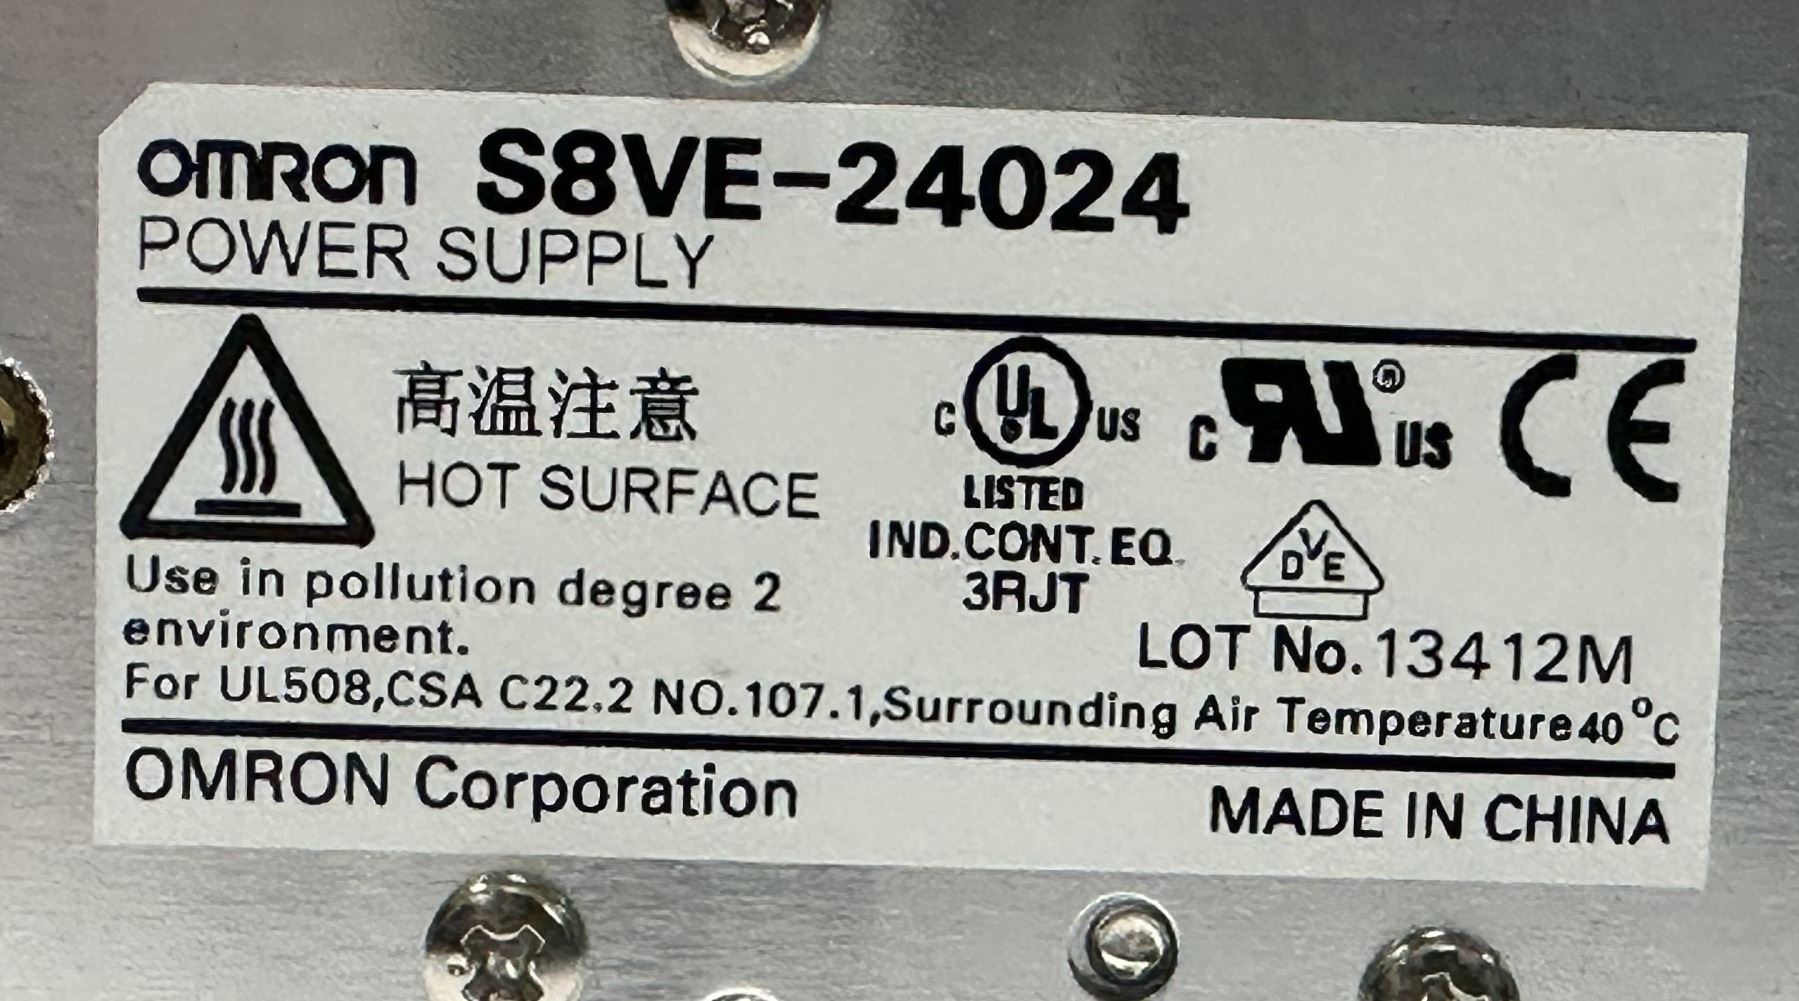 OMRON S8VE-24024
POWER SUPPLY
高温注意
HOT SURFACE
Use in pollution degree 2
environment.
C UL US
LISTED
IND.CONT.EQ.
3RJT
C RU® US
CE
DVE
LOT No.13412M
For UL508,CSA C22.2 NO.107.1,Surrounding Air Temperature40°C
OMRON Corporation
MADE IN CHINA